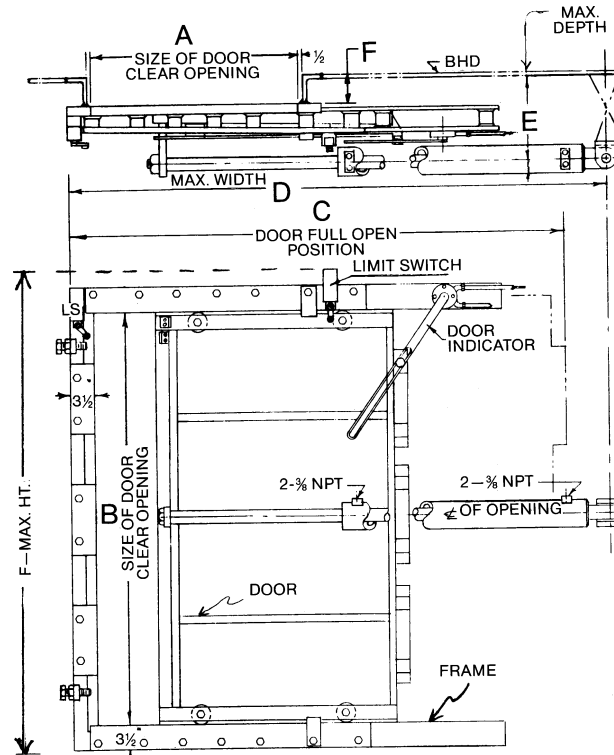 A
SIZE OF DOOR
CLEAR OPENING
½
F
BHD
MAX.
DEPTH
E
MAX. WIDTH
D
C
DOOR FULL OPEN
POSITION
LIMIT SWITCH
LS
DOOR
INDICATOR
3½
F–MAX. HT.
B
SIZE OF DOOR
CLEAR OPENING
2-⅜ NPT
2–⅜ NPT
℄ OF OPENING
DOOR
FRAME
3½